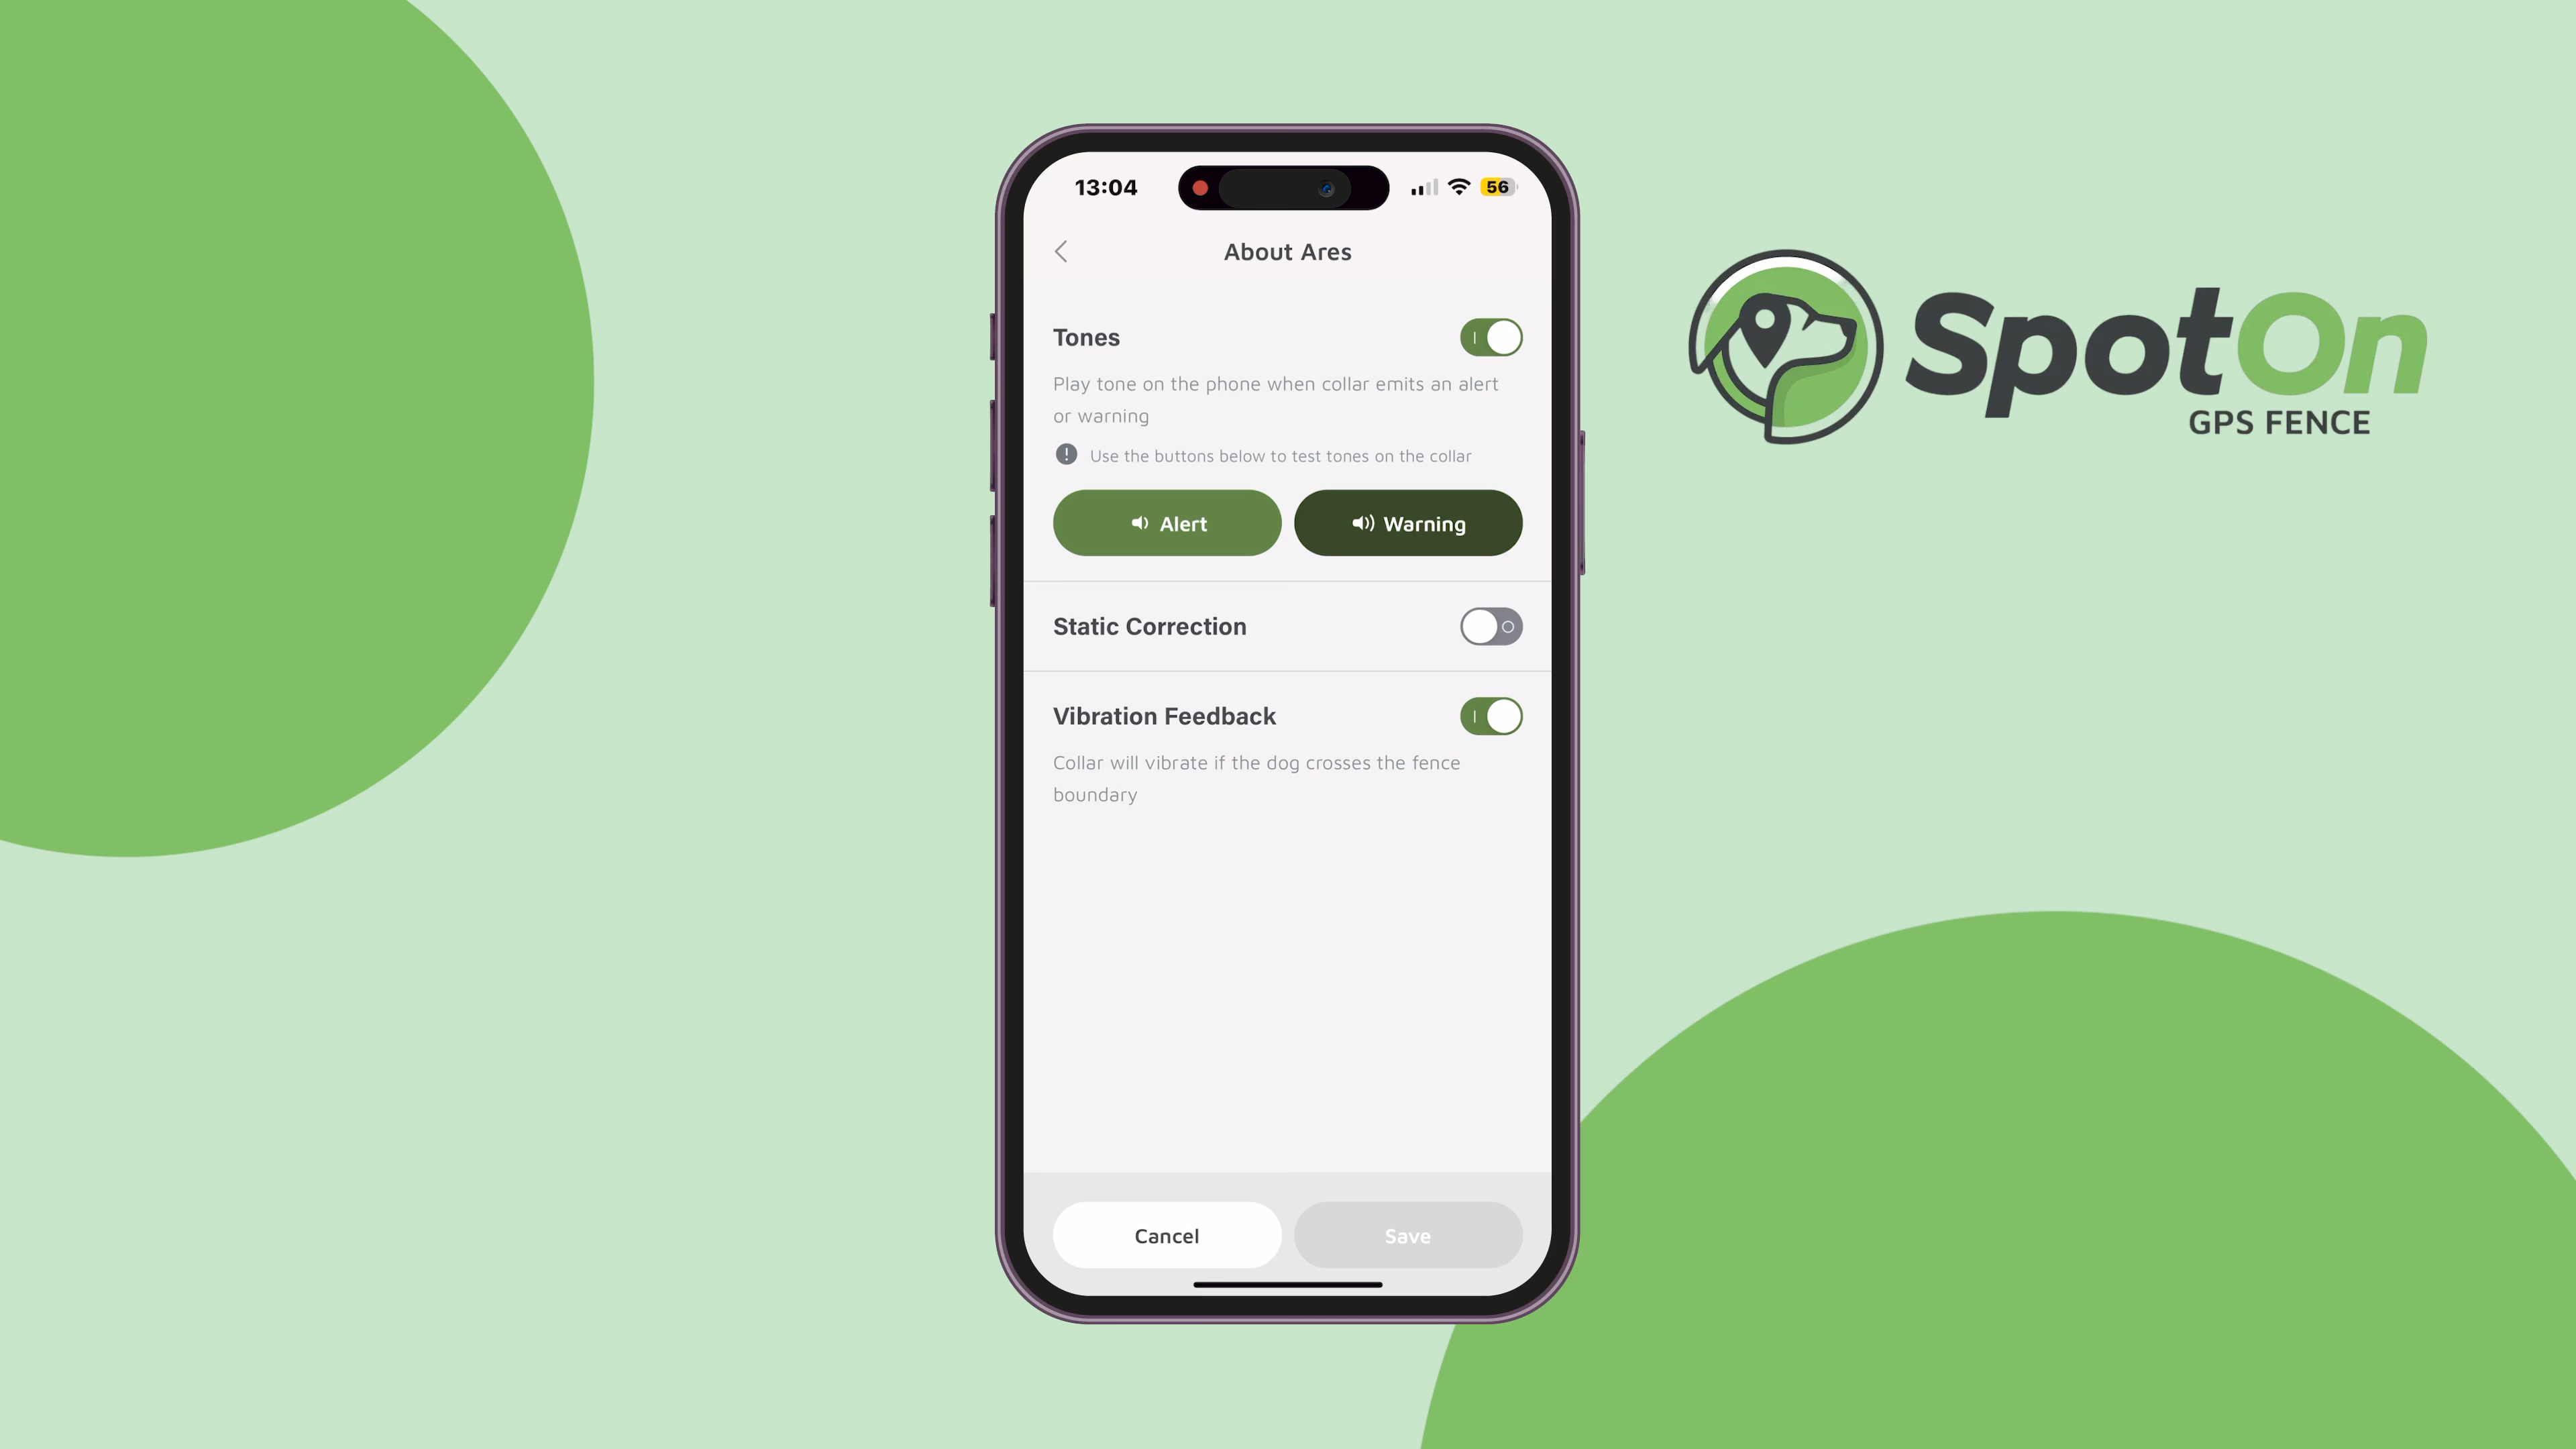 13:04
56
About Ares
Tones
Play tone on the phone when collar emits an alert
or warning
Use the buttons below to test tones on the collar
Alert
Warning
Static Correction
Vibration Feedback
Collar will vibrate if the dog crosses the fence
boundary
Cancel
Save
SpotOn
GPS FENCE